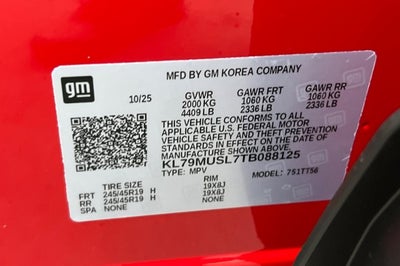 gm
MFD BY GM KOREA COMPANY
10/25 GVWR GAWR FRT GAWR RR
2000 KG 1060 KG 1060 KG
4409 LB 2336 LB 2336 LB
THIS VEHICLE CONFORMS TO ALL
APPLICABLE U.S. FEDERAL MOTOR
VEHICLE SAFETY AND THEFT PREVENTION
STANDARDS IN EFFECT ON THE DATE OF
MANUFACTURE SHOWN ABOVE.
KL79MUSL7TB088125
TYPE: MPV MODEL: 7S1TT56
TIRE SIZE RIM
FRT 245/45R19 H 19X8J
RR 245/45R19 H 19X8J
SPA NONE NONE